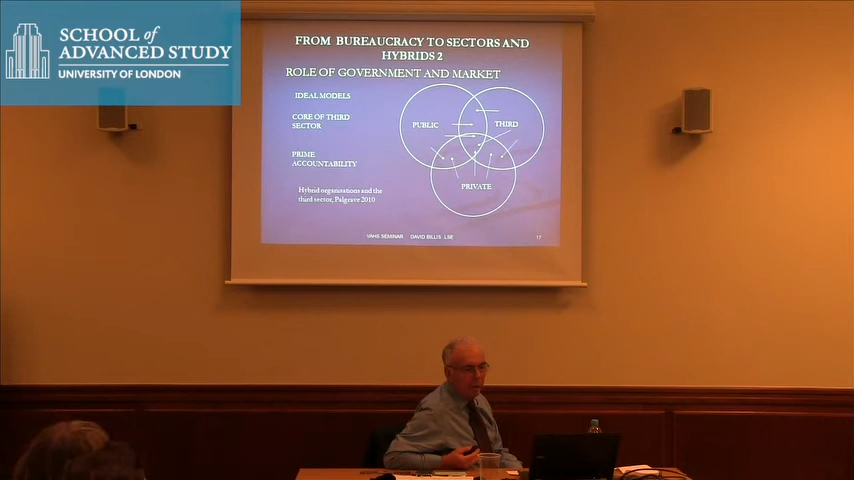 SCHOOL of
ADVANCED STUDY
UNIVERSITY OF LONDON
FROM BUREAUCRACY TO SECTORS AND
HYBRIDS 2
ROLE OF GOVERNMENT AND MARKET
IDEAL MODELS
CORE OF THIRD
SECTOR
PRIME
ACCOUNTABILITY
Hybrid organisations and the
third sector, Palgrave 2010
PUBLIC
THIRD
PRIVATE
VAHS SEMINAR DAVID BILLIS LSE
17